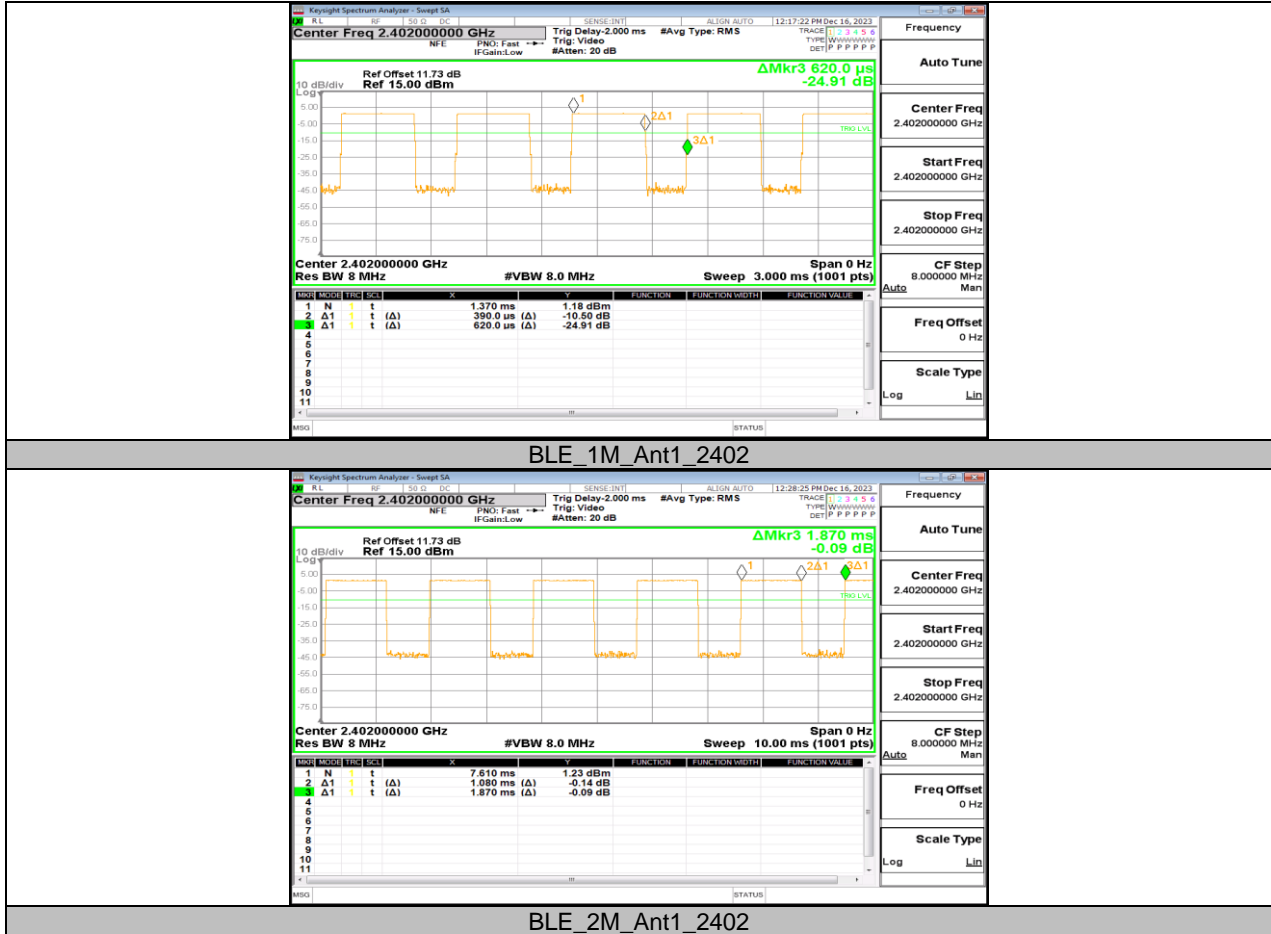 Keysight Spectrum Analyzer - Swept SA
RL RF 50 Ω DC SENSE:INT ALIGN AUTO 12:17:22 PM Dec 16, 2023
Center Freq 2.402000000 GHz Trig Delay-2.000 ms #Avg Type: RMS TRACE 1 2 3 4 5 6
NFE PNO: Fast Trig: Video TYPE WWWWWW
IFGain:Low #Atten: 20 dB DET P P P P P P
Frequency
Auto Tune
Center Freq
2.402000000 GHz
Start Freq
2.402000000 GHz
Stop Freq
2.402000000 GHz
CF Step
8.000000 MHz
Auto Man
Freq Offset
0 Hz
Scale Type
Log Lin
ΔMkr3 620.0 µs
-24.91 dB
Ref Offset 11.73 dB
10 dB/div Ref 15.00 dBm
Log
5.00
-5.00
-15.0
-25.0
-35.0
-45.0
-55.0
-65.0
-75.0
1
2Δ1
3Δ1
TRIG LVL
Center 2.402000000 GHz Span 0 Hz
Res BW 8 MHz #VBW 8.0 MHz Sweep 3.000 ms (1001 pts)
MKR MODE TRC SCL X Y FUNCTION FUNCTION WIDTH FUNCTION VALUE
1 N 1 t 1.370 ms 1.18 dBm
2 Δ1 1 t (Δ) 390.0 µs (Δ) -10.50 dB
3 Δ1 1 t (Δ) 620.0 µs (Δ) -24.91 dB
4
5
6
7
8
9
10
11
MSG STATUS
BLE_1M_Ant1_2402
Keysight Spectrum Analyzer - Swept SA
RL RF 50 Ω DC SENSE:INT ALIGN AUTO 12:28:25 PM Dec 16, 2023
Center Freq 2.402000000 GHz Trig Delay-2.000 ms #Avg Type: RMS TRACE 1 2 3 4 5 6
NFE PNO: Fast Trig: Video TYPE WWWWWW
IFGain:Low #Atten: 20 dB DET P P P P P P
Frequency
Auto Tune
Center Freq
2.402000000 GHz
Start Freq
2.402000000 GHz
Stop Freq
2.402000000 GHz
CF Step
8.000000 MHz
Auto Man
Freq Offset
0 Hz
Scale Type
Log Lin
ΔMkr3 1.870 ms
-0.09 dB
Ref Offset 11.73 dB
10 dB/div Ref 15.00 dBm
Log
5.00
-5.00
-15.0
-25.0
-35.0
-45.0
-55.0
-65.0
-75.0
1
2Δ1
3Δ1
TRIG LVL
Center 2.402000000 GHz Span 0 Hz
Res BW 8 MHz #VBW 8.0 MHz Sweep 10.00 ms (1001 pts)
MKR MODE TRC SCL X Y FUNCTION FUNCTION WIDTH FUNCTION VALUE
1 N 1 t 7.610 ms 1.23 dBm
2 Δ1 1 t (Δ) 1.080 ms (Δ) -0.14 dB
3 Δ1 1 t (Δ) 1.870 ms (Δ) -0.09 dB
4
5
6
7
8
9
10
11
MSG STATUS
BLE_2M_Ant1_2402